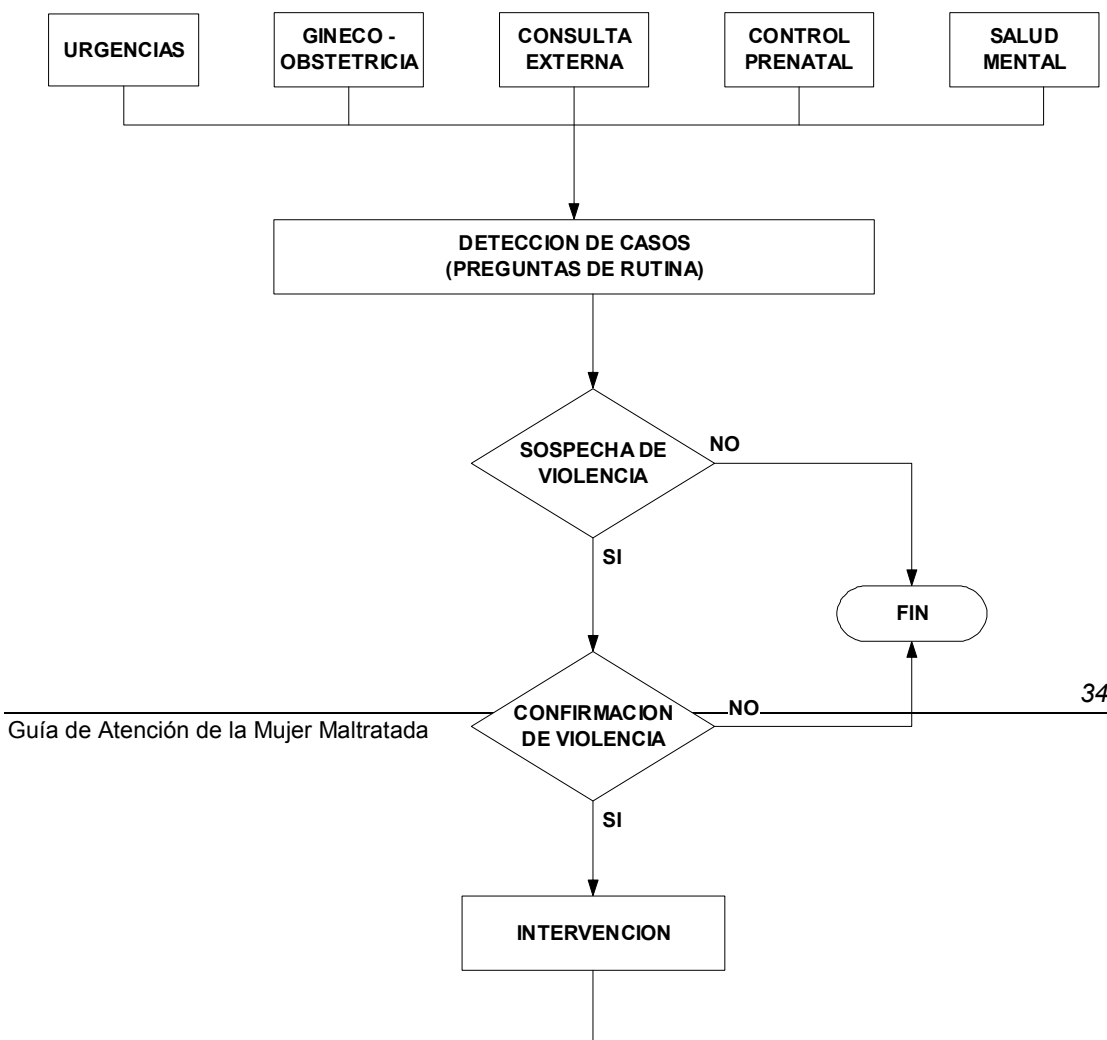 URGENCIAS
GINECO -
OBSTETRICIA
CONSULTA
EXTERNA
CONTROL
PRENATAL
SALUD
MENTAL
DETECCION DE CASOS
(PREGUNTAS DE RUTINA)
SOSPECHA DE
VIOLENCIA
NO
SI
FIN
CONFIRMACION
DE VIOLENCIA
NO
34
Guía de Atención de la Mujer Maltratada
SI
INTERVENCION